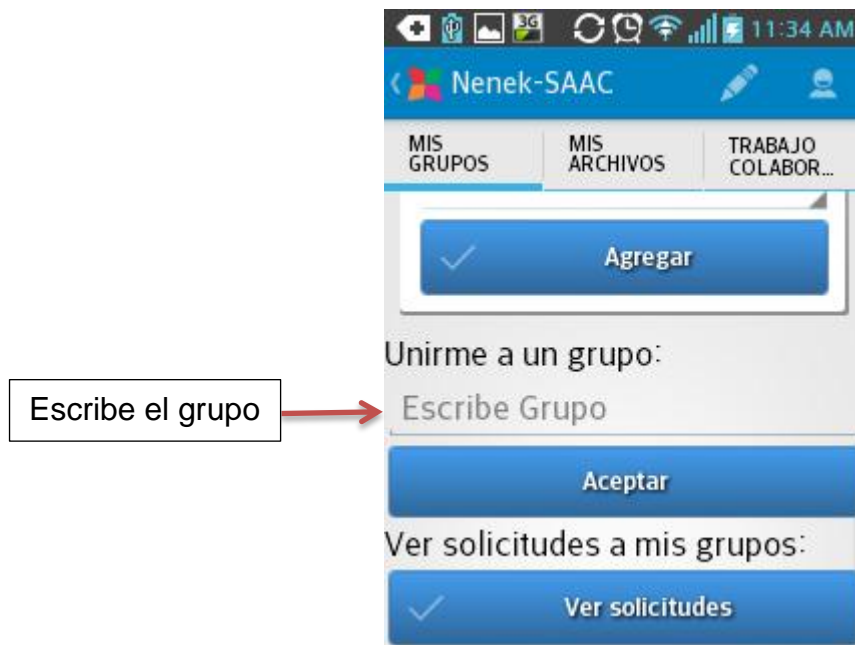 3G 11:34 AM
Nenek-SAAC
MIS GRUPOS
MIS ARCHIVOS
TRABAJO COLABOR...
Agregar
Unirme a un grupo:
Escribe el grupo
Escribe Grupo
Aceptar
Ver solicitudes a mis grupos:
Ver solicitudes